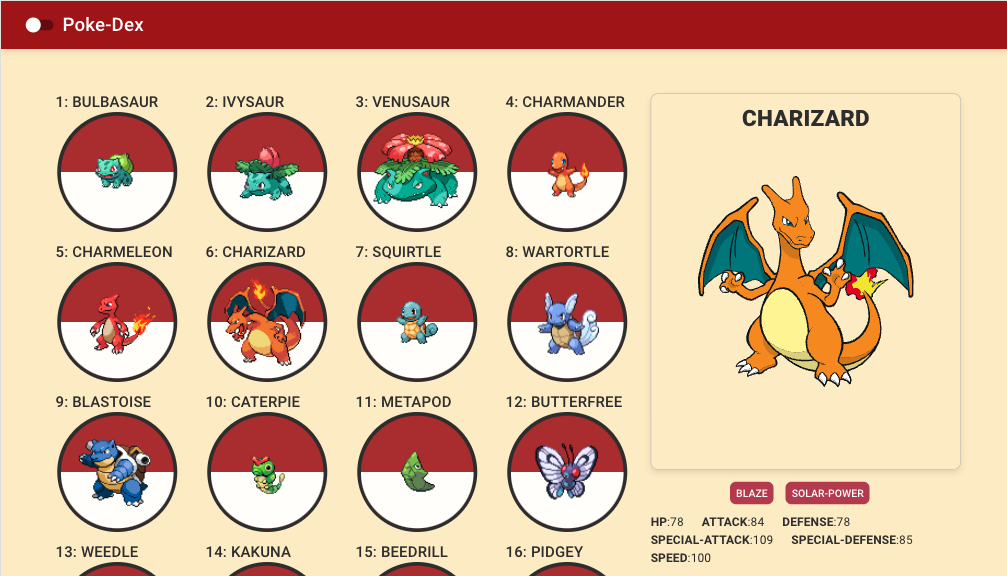 Poke-Dex
1: BULBASAUR
2: IVYSAUR
3: VENUSAUR
4: CHARMANDER
5: CHARMELEON
6: CHARIZARD
7: SQUIRTLE
8: WARTORTLE
9: BLASTOISE
10: CATERPIE
11: METAPOD
12: BUTTERFREE
13: WEEDLE
14: KAKUNA
15: BEEDRILL
16: PIDGEY
CHARIZARD
BLAZE
SOLAR-POWER
HP:78 ATTACK:84 DEFENSE:78
SPECIAL-ATTACK:109 SPECIAL-DEFENSE:85
SPEED:100